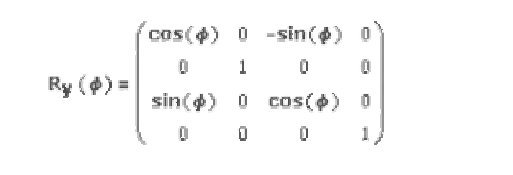 cos(ϕ) 0 -sin(ϕ) 0
0 1 0 0
Ry (ϕ) =
sin(ϕ) 0 cos(ϕ) 0
0 0 0 1